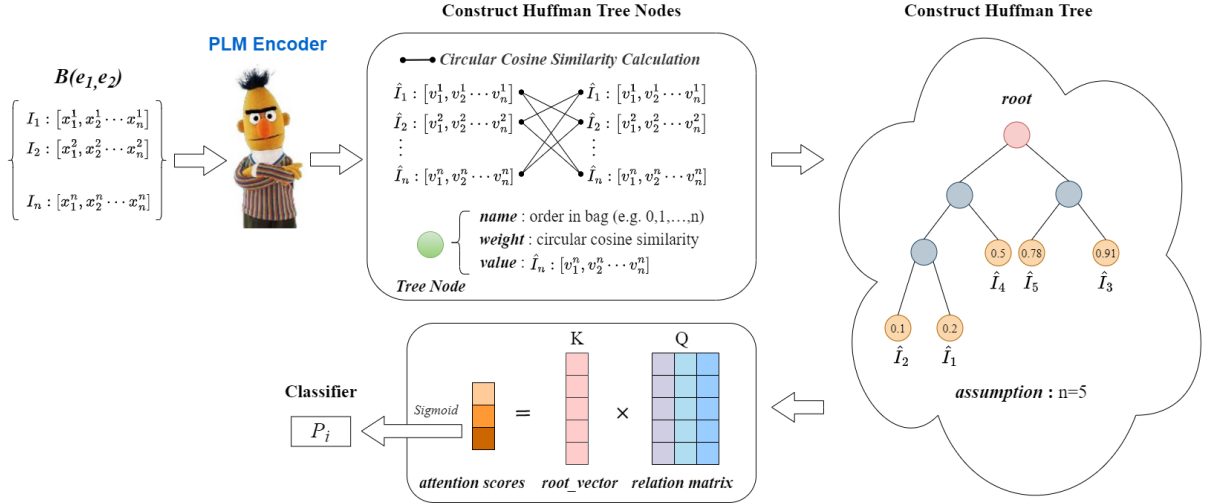 Construct Huffman Tree Nodes
Construct Huffman Tree
PLM Encoder
B(e₁,e₂)
I₁ : [x₁¹, x₂¹ ⋯ xₙ¹]
I₂ : [x₁², x₂² ⋯ xₙ²]
Iₙ : [x₁ⁿ, x₂ⁿ ⋯ xₙⁿ]
Circular Cosine Similarity Calculation
Î₁ : [v₁¹, v₂¹ ⋯ vₙ¹] Î₁ : [v₁¹, v₂¹ ⋯ vₙ¹]
Î₂ : [v₁², v₂² ⋯ vₙ²] Î₂ : [v₁², v₂² ⋯ vₙ²]
⋮ ⋮
Îₙ : [v₁ⁿ, v₂ⁿ ⋯ vₙⁿ] Îₙ : [v₁ⁿ, v₂ⁿ ⋯ vₙⁿ]
name : order in bag (e.g. 0,1,...,n)
weight : circular cosine similarity
value : Îₙ : [v₁ⁿ, v₂ⁿ ⋯ vₙⁿ]
Tree Node
root
0.5 0.78 0.91
Î₄ Î₅ Î₃
0.1 0.2
Î₂ Î₁
assumption : n=5
K Q
Classifier
Sigmoid
= ×
Pᵢ
attention scores root_vector relation matrix